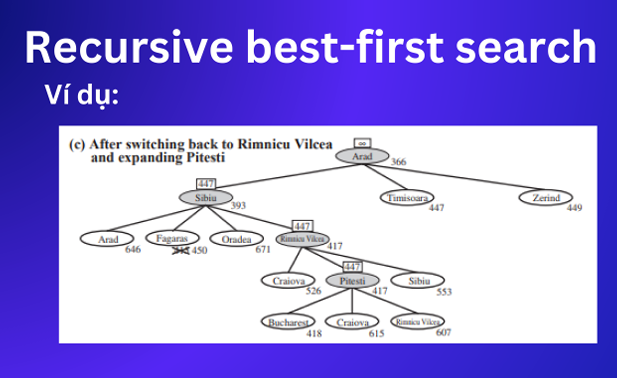 Recursive best-first search
Ví dụ:
(c) After switching back to Rimnicu Vilcea
and expanding Pitesti
∞
Arad
366
447
Sibiu
393
Timisoara
447
Zerind
449
Arad
646
Fagaras
450
Oradea
671
447
Rimnicu Vilcea
417
Craiova
526
447
Pitesti
417
Sibiu
553
Bucharest
418
Craiova
615
Rimnicu Vilcea
607